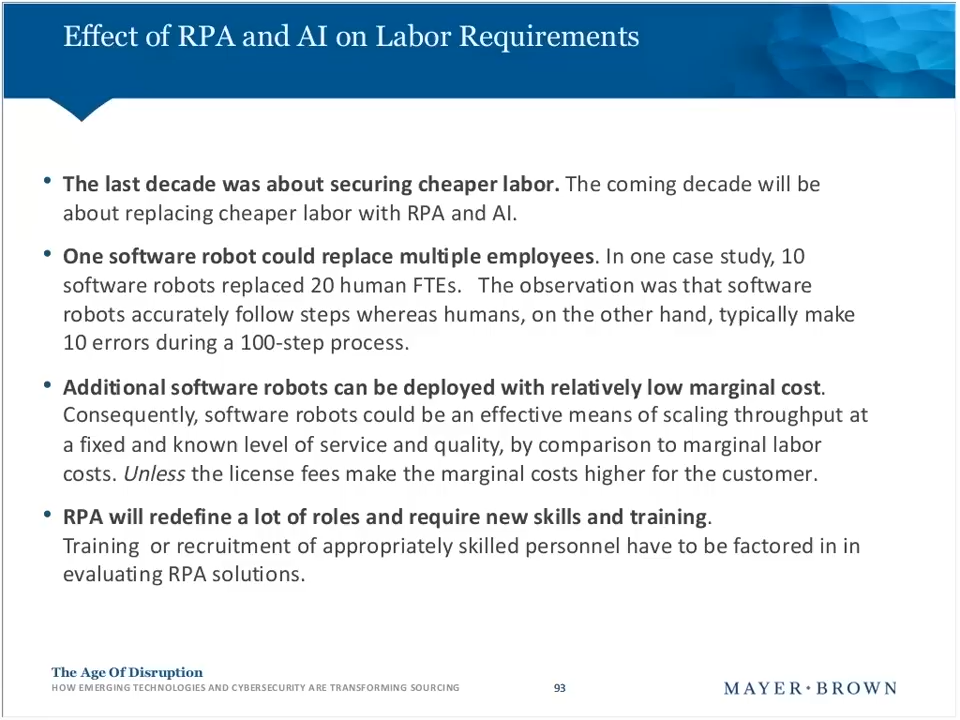 Effect of RPA and AI on Labor Requirements
• The last decade was about securing cheaper labor. The coming decade will be
about replacing cheaper labor with RPA and AI.
• One software robot could replace multiple employees. In one case study, 10
software robots replaced 20 human FTEs.   The observation was that software
robots accurately follow steps whereas humans, on the other hand, typically make
10 errors during a 100-step process.
• Additional software robots can be deployed with relatively low marginal cost.
Consequently, software robots could be an effective means of scaling throughput at
a fixed and known level of service and quality, by comparison to marginal labor
costs. Unless the license fees make the marginal costs higher for the customer.
• RPA will redefine a lot of roles and require new skills and training.
Training  or recruitment of appropriately skilled personnel have to be factored in in
evaluating RPA solutions.
The Age Of Disruption
HOW EMERGING TECHNOLOGIES AND CYBERSECURITY ARE TRANSFORMING SOURCING
93
MAYER·BROWN